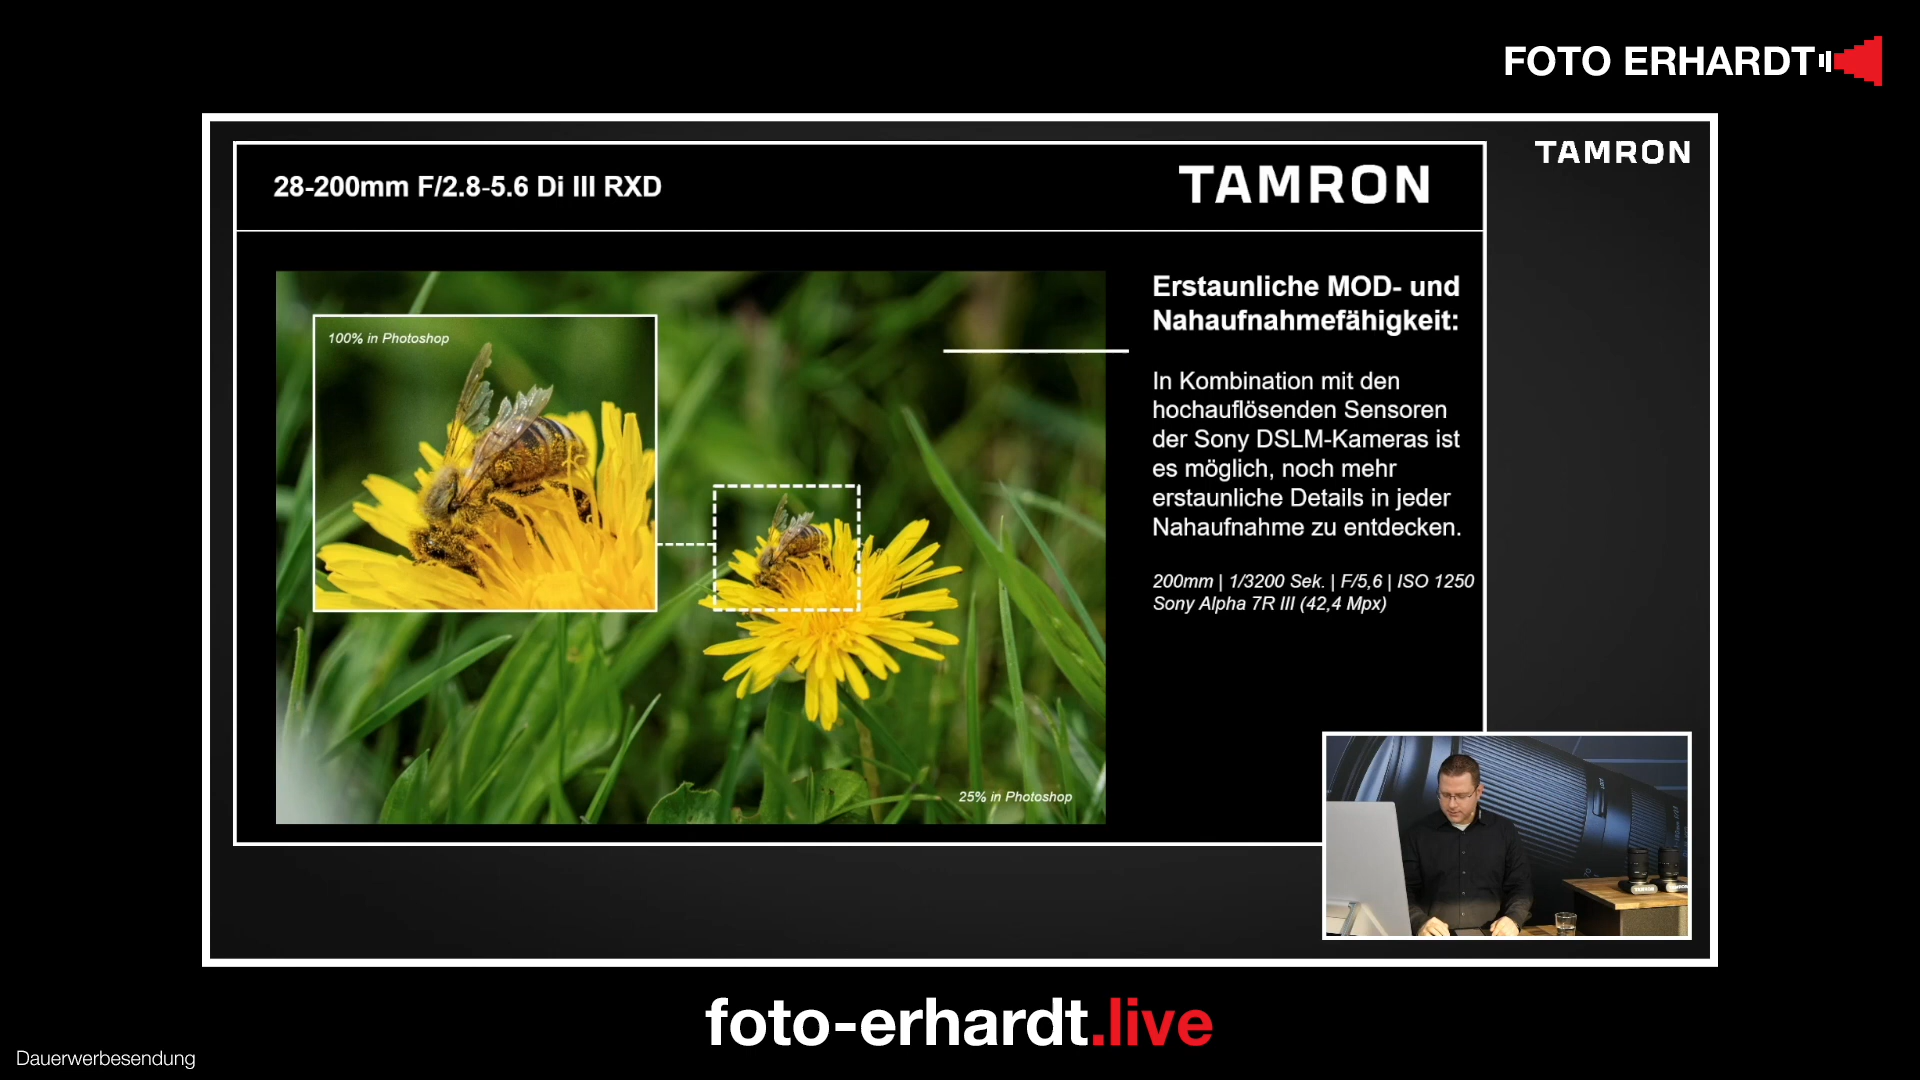 FOTO ERHARDT
TAMRON
28-200mm F/2.8-5.6 Di III RXD
TAMRON
100% in Photoshop
25% in Photoshop
Erstaunliche MOD- und
Nahaufnahmefähigkeit:
In Kombination mit den
hochauflösenden Sensoren
der Sony DSLM-Kameras ist
es möglich, noch mehr
erstaunliche Details in jeder
Nahaufnahme zu entdecken.
200mm | 1/3200 Sek. | F/5,6 | ISO 1250
Sony Alpha 7R III (42,4 Mpx)
TAMRON
TAMRON
foto-erhardt.live
Dauerwerbesendung